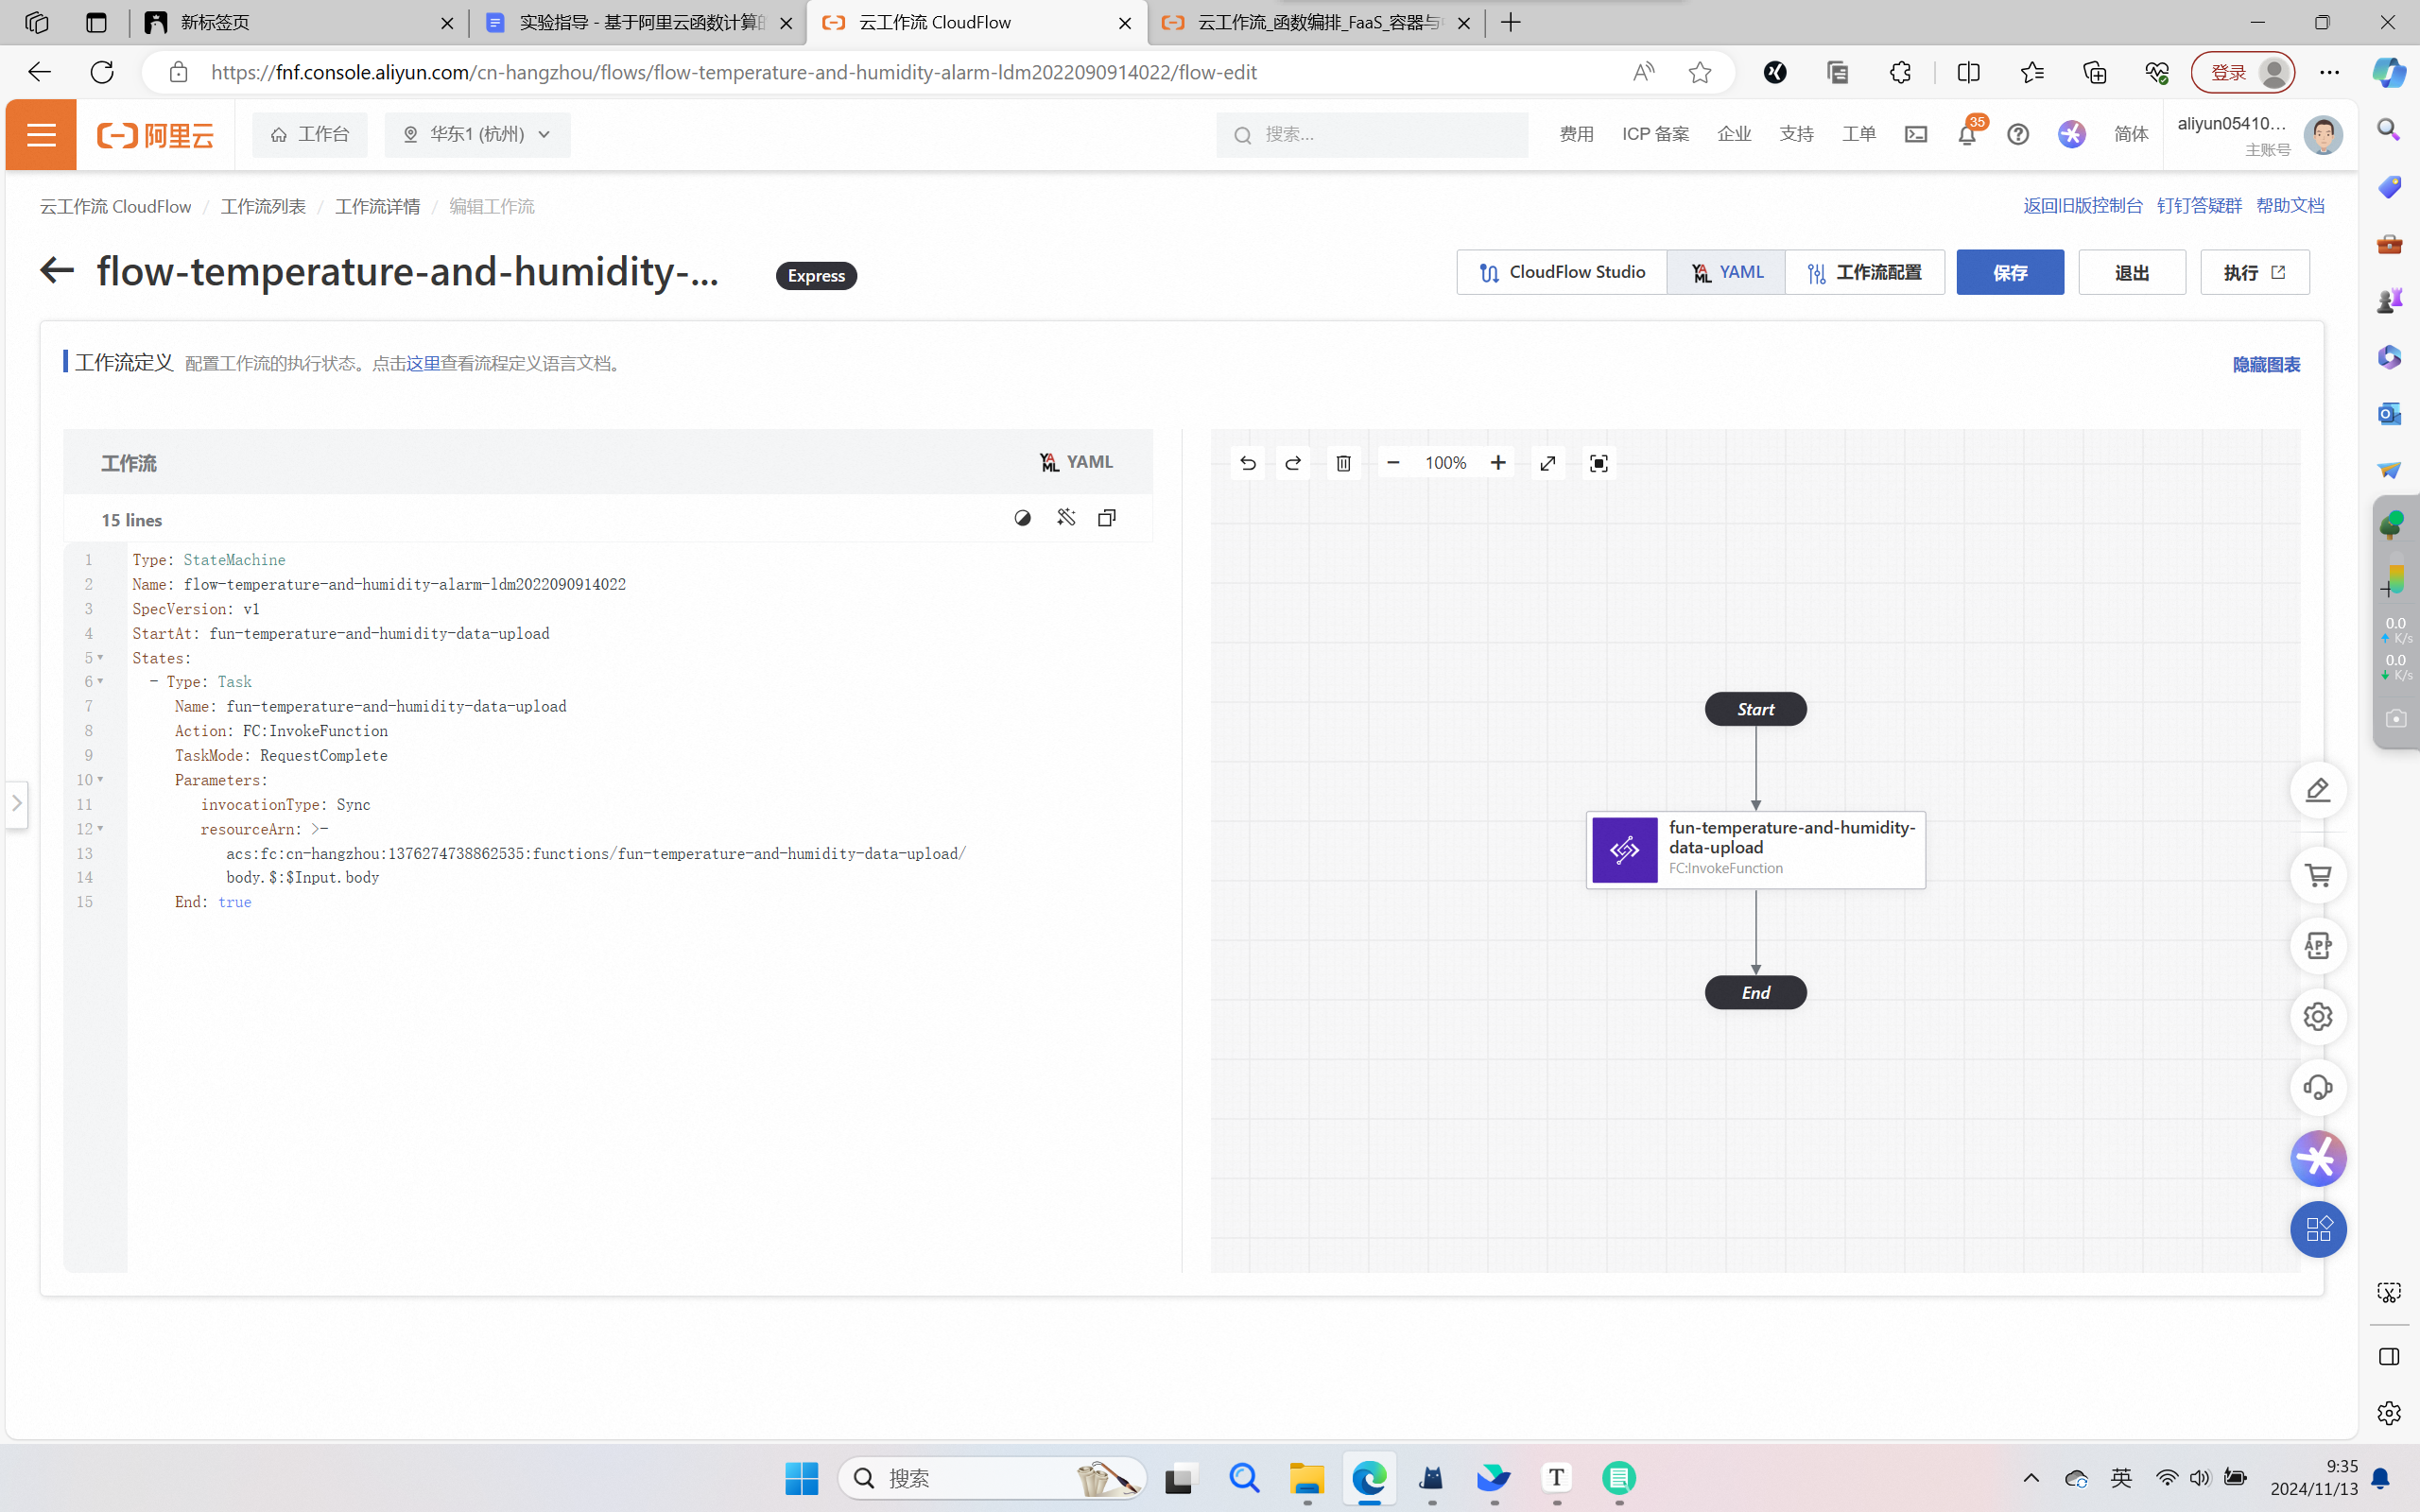 新标签页
实验指导 - 基于阿里云函数计算的
云工作流 CloudFlow
云工作流_函数编排_FaaS_容器与
https://fnf.console.aliyun.com/cn-hangzhou/flows/flow-temperature-and-humidity-alarm-ldm2022090914022/flow-edit
登录
阿里云
工作台
华东1 (杭州)
搜索...
费用
ICP 备案
企业
支持
工单
35
简体
aliyun05410...
主账号
云工作流 CloudFlow / 工作流列表 / 工作流详情 / 编辑工作流
返回旧版控制台 钉钉答疑群 帮助文档
flow-temperature-and-humidity-...
Express
CloudFlow Studio
YAML
工作流配置
保存
退出
执行
工作流定义 配置工作流的执行状态。点击这里查看流程定义语言文档。
隐藏图表
工作流
YAML
100%
15 lines
1 Type: StateMachine
2 Name: flow-temperature-and-humidity-alarm-ldm2022090914022
3 SpecVersion: v1
4 StartAt: fun-temperature-and-humidity-data-upload
5 States:
6 - Type: Task
7 Name: fun-temperature-and-humidity-data-upload
8 Action: FC:InvokeFunction
9 TaskMode: RequestComplete
10 Parameters:
11 invocationType: Sync
12 resourceArn: >-
13 acs:fc:cn-hangzhou:1376274738862535:functions/fun-temperature-and-humidity-data-upload/
14 body.$:$Input.body
15 End: true
Start
fun-temperature-and-humidity-
data-upload
FC:InvokeFunction
End
0.0
K/s
0.0
K/s
APP
搜索
英
9:35
2024/11/13